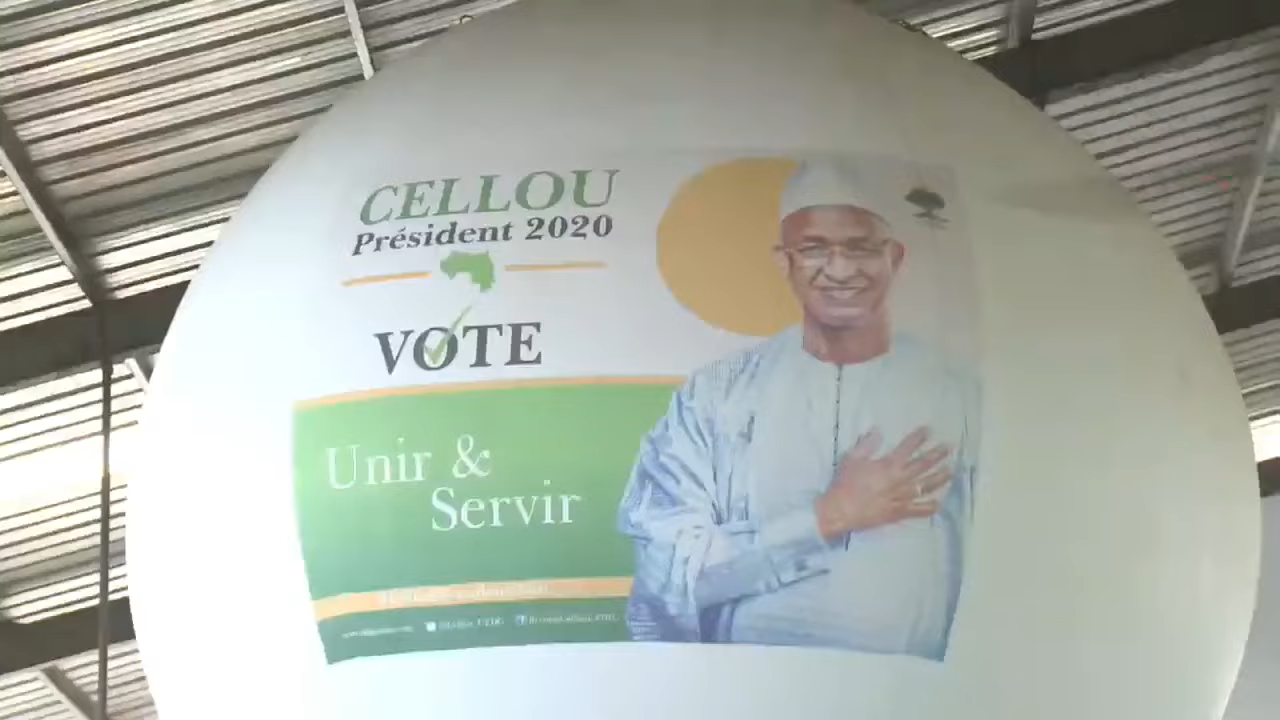 CELLOU
Président 2020
VOTE
Unir &
Servir